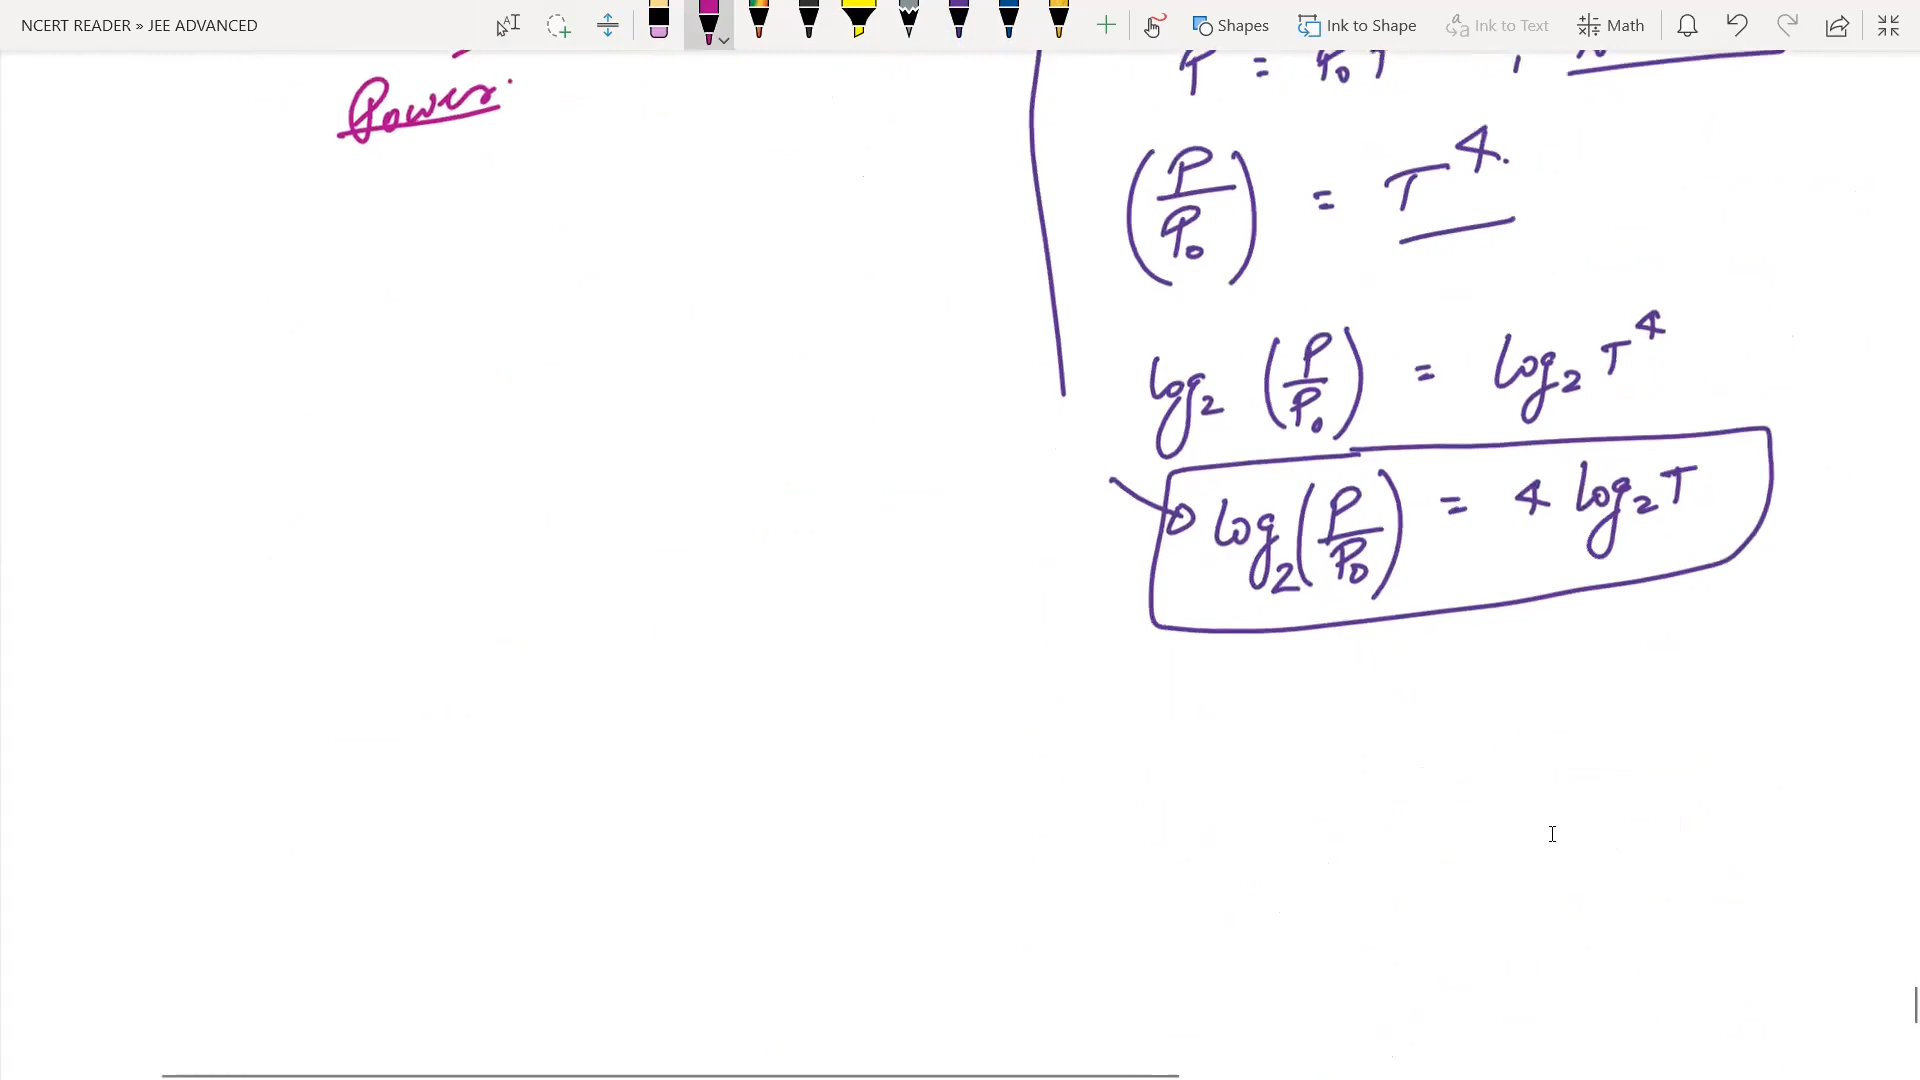 NCERT READER » JEE ADVANCED
Shapes
Ink to Shape
Ink to Text
Math
Power
(P/P₀) = T⁴.
log₂ (P/P₀) = log₂ T⁴
log₂ (P/P₀) = 4 log₂ T